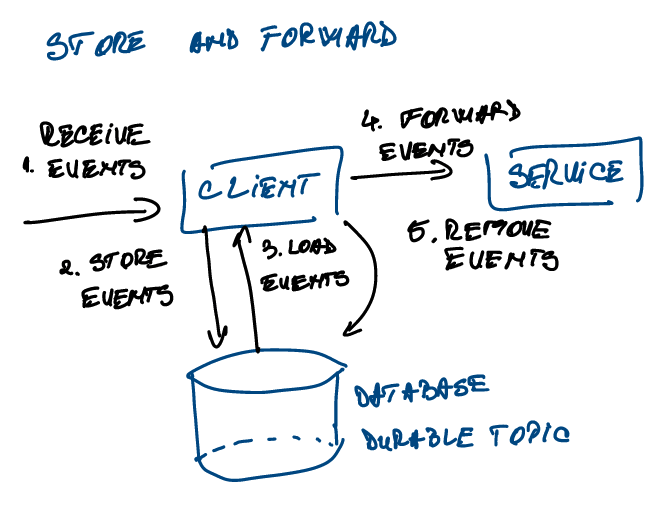 STORE AND FORWARD
RECEIVE
1. EVENTS
4. FORWARD
EVENTS
CLIENT
SERVICE
2. STORE
EVENTS
3. LOAD
EVENTS
5. REMOVE
EVENTS
DATABASE
DURABLE TOPIC